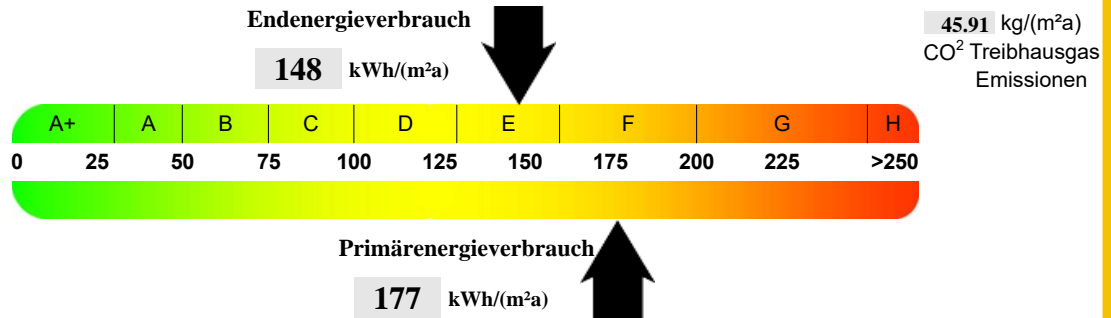 Endenergieverbrauch
148 kWh/(m²a)
45.91 kg/(m²a)
CO² Treibhausgas
Emissionen
A+ A B C D E F G H
0 25 50 75 100 125 150 175 200 225 >250
Primärenergieverbrauch
177 kWh/(m²a)